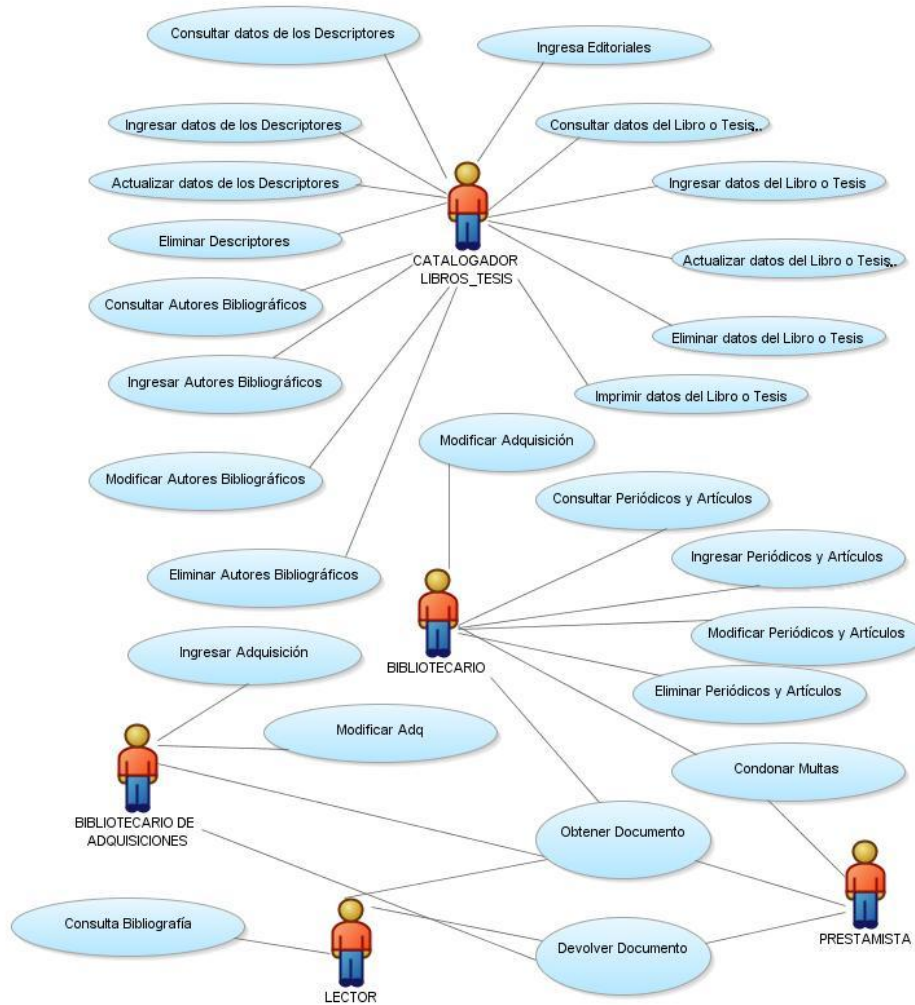 Consultar datos de los Descriptores
Ingresa Editoriales
Ingresar datos de los Descriptores
Consultar datos del Libro o Tesis..
Actualizar datos de los Descriptores
Ingresar datos del Libro o Tesis
Eliminar Descriptores
CATALOGADOR
LIBROS_TESIS
Actualizar datos del Libro o Tesis..
Consultar Autores Bibliográficos
Eliminar datos del Libro o Tesis
Ingresar Autores Bibliográficos
Imprimir datos del Libro o Tesis
Modificar Adquisición
Modificar Autores Bibliográficos
Consultar Periódicos y Artículos
Ingresar Periódicos y Artículos
Eliminar Autores Bibliográficos
Modificar Periódicos y Artículos
Ingresar Adquisición
BIBLIOTECARIO
Eliminar Periódicos y Artículos
Modificar Adq
Condonar Multas
BIBLIOTECARIO DE
ADQUISICIONES
Obtener Documento
Consulta Bibliografía
Devolver Documento
PRESTAMISTA
LECTOR